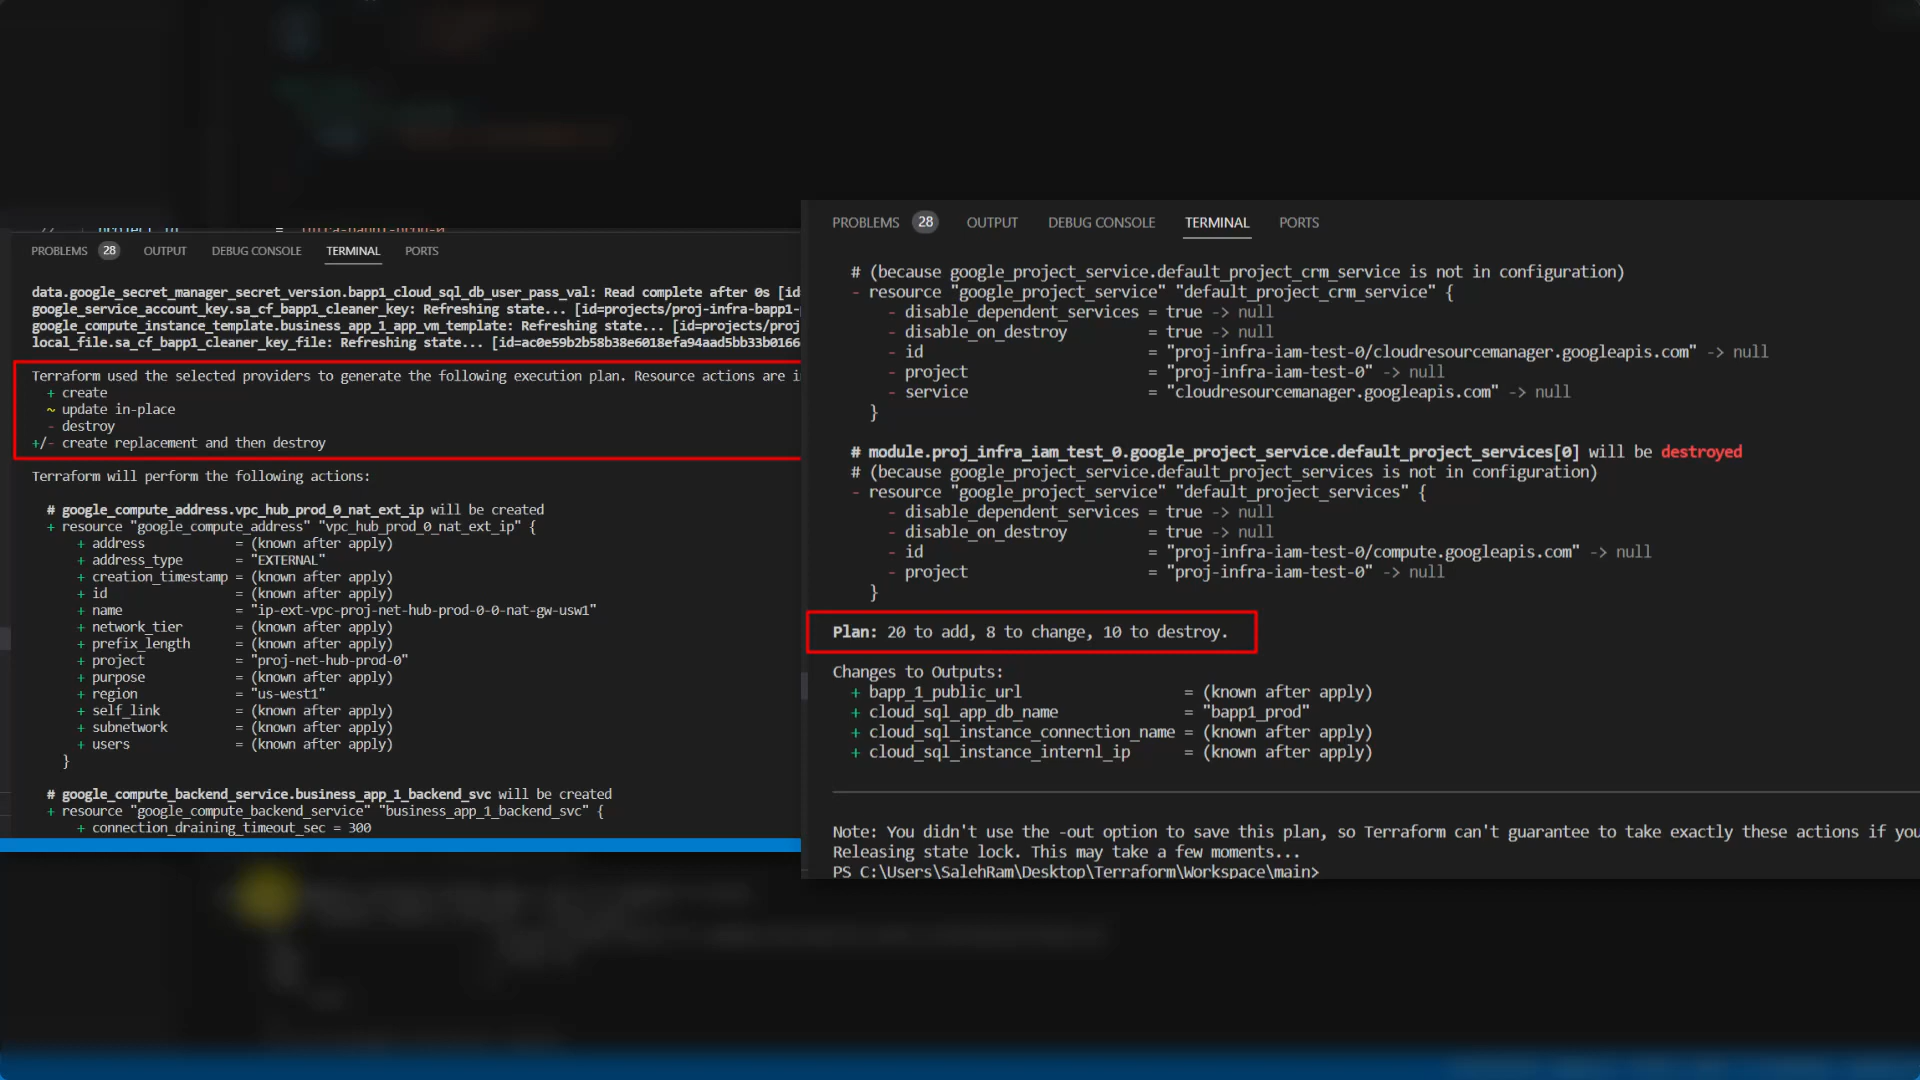 PROBLEMS 28 OUTPUT DEBUG CONSOLE TERMINAL PORTS
data.google_secret_manager_secret_version.bapp1_cloud_sql_db_user_pass_val: Read complete after 0s [id
google_service_account_key.sa_cf_bapp1_cleaner_key: Refreshing state... [id=projects/proj-infra-bapp1-
google_compute_instance_template.business_app_1_app_vm_template: Refreshing state... [id=projects/proj
local_file.sa_cf_bapp1_cleaner_key_file: Refreshing state... [id=ac0e59b2b58b38e6018efa94aad5bb33b0166
Terraform used the selected providers to generate the following execution plan. Resource actions are i
+ create
~ update in-place
- destroy
+/- create replacement and then destroy
Terraform will perform the following actions:
# google_compute_address.vpc_hub_prod_0_nat_ext_ip will be created
+ resource "google_compute_address" "vpc_hub_prod_0_nat_ext_ip" {
+ address = (known after apply)
+ address_type = "EXTERNAL"
+ creation_timestamp = (known after apply)
+ id = (known after apply)
+ name = "ip-ext-vpc-proj-net-hub-prod-0-0-nat-gw-usw1"
+ network_tier = (known after apply)
+ prefix_length = (known after apply)
+ project = "proj-net-hub-prod-0"
+ purpose = (known after apply)
+ region = "us-west1"
+ self_link = (known after apply)
+ subnetwork = (known after apply)
+ users = (known after apply)
}
# google_compute_backend_service.business_app_1_backend_svc will be created
+ resource "google_compute_backend_service" "business_app_1_backend_svc" {
+ connection_draining_timeout_sec = 300
PROBLEMS 28 OUTPUT DEBUG CONSOLE TERMINAL PORTS
# (because google_project_service.default_project_crm_service is not in configuration)
- resource "google_project_service" "default_project_crm_service" {
- disable_dependent_services = true -> null
- disable_on_destroy = true -> null
- id = "proj-infra-iam-test-0/cloudresourcemanager.googleapis.com" -> null
- project = "proj-infra-iam-test-0" -> null
- service = "cloudresourcemanager.googleapis.com" -> null
}
# module.proj_infra_iam_test_0.google_project_service.default_project_services[0] will be destroyed
# (because google_project_service.default_project_services is not in configuration)
- resource "google_project_service" "default_project_services" {
- disable_dependent_services = true -> null
- disable_on_destroy = true -> null
- id = "proj-infra-iam-test-0/compute.googleapis.com" -> null
- project = "proj-infra-iam-test-0" -> null
}
Plan: 20 to add, 8 to change, 10 to destroy.
Changes to Outputs:
+ bapp_1_public_url = (known after apply)
+ cloud_sql_app_db_name = "bapp1_prod"
+ cloud_sql_instance_connection_name = (known after apply)
+ cloud_sql_instance_internl_ip = (known after apply)
Note: You didn't use the -out option to save this plan, so Terraform can't guarantee to take exactly these actions if you
Releasing state lock. This may take a few moments...
PS C:\Users\SalehRam\Desktop\Terraform\Workspace\main>